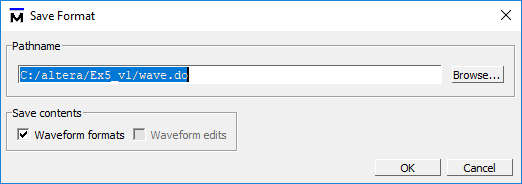 Save Format
Pathname
C:/altera/Ex5_v1/wave.do
Browse...
Save contents
Waveform formats
Waveform edits
OK
Cancel